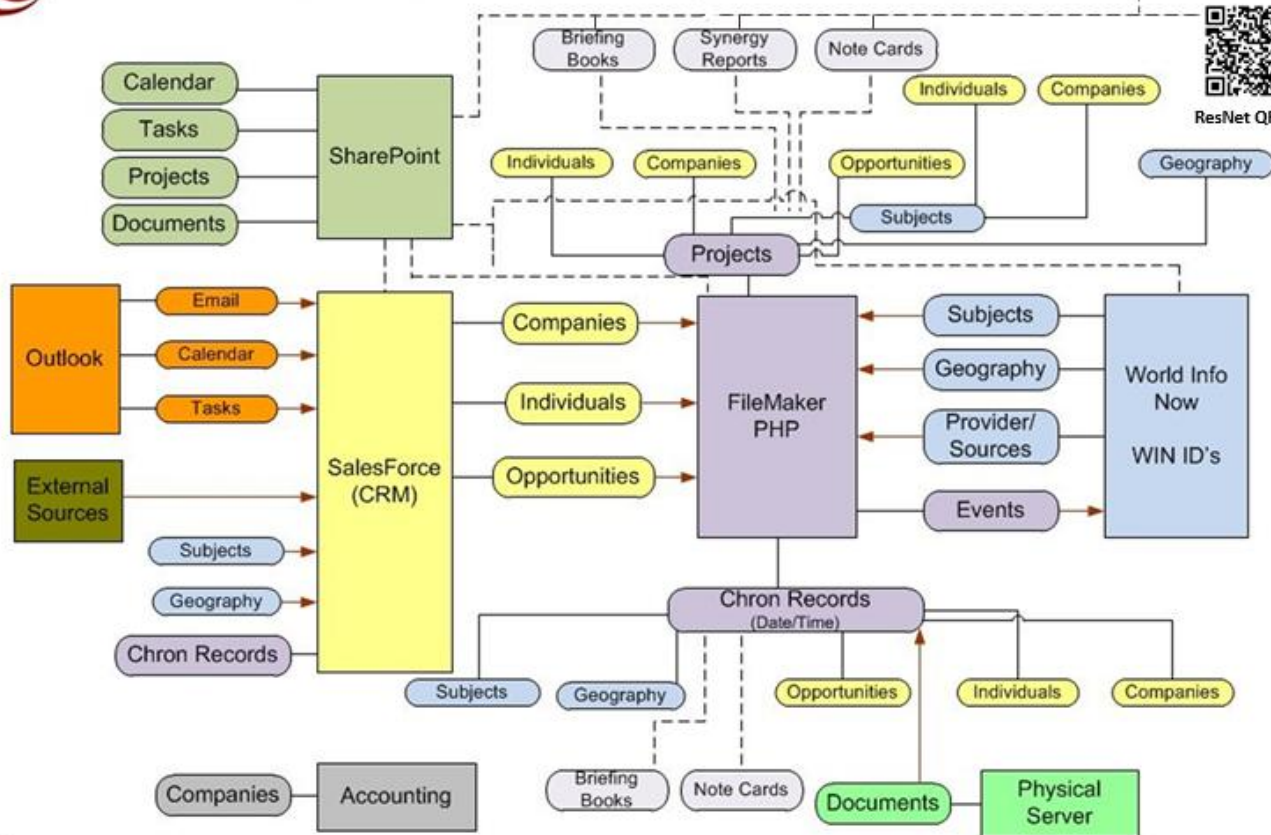 Briefing
Books
Synergy
Reports
Note Cards
Individuals
Companies
ResNet
Calendar
Tasks
Projects
Documents
SharePoint
Individuals
Companies
Opportunities
Geography
Subjects
Projects
Outlook
Email
Calendar
Tasks
External
Sources
Subjects
Geography
Chron Records
SalesForce
(CRM)
Companies
Individuals
Opportunities
FileMaker
PHP
Subjects
Geography
Provider/
Sources
Events
World Info
Now
WIN ID's
Chron Records
(Date/Time)
Subjects
Geography
Opportunities
Individuals
Companies
Companies
Accounting
Briefing
Books
Note Cards
Documents
Physical
Server